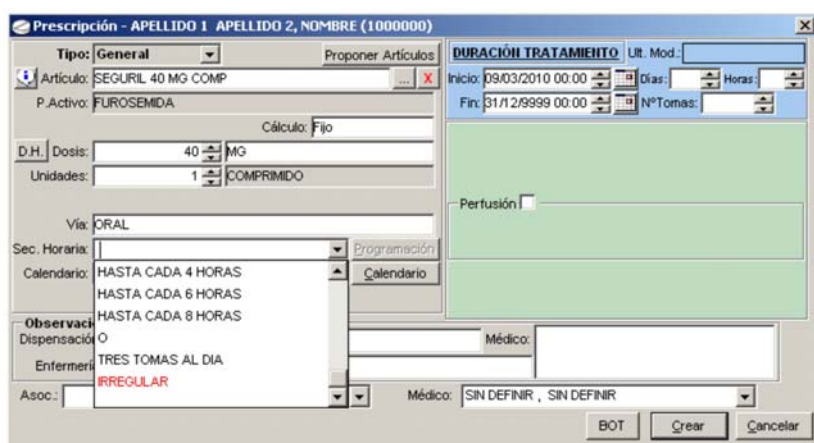 Prescripción - APELLIDO 1 APELLIDO 2, NOMBRE (1000000)
Tipo: General
Proponer Artículos
Artículo: SEGURIL 40 MG COMP ... X
P.Activo: FUROSEMIDA
Cálculo: Fijo
D.H. Dosis: 40 MG
Unidades: 1 COMPRIMIDO
Vía: ORAL
Sec. Horaria:
Programación
Calendario:
Calendario
HASTA CADA 4 HORAS
HASTA CADA 6 HORAS
HASTA CADA 8 HORAS
O
TRES TOMAS AL DIA
IRREGULAR
DURACIÓN TRATAMIENTO Ult. Mod.:
Inicio: 09/03/2010 00:00 Días: Horas:
Fin: 31/12/9999 00:00 NºTomas:
Perfusión
Observaci
Dispensació
Médico:
Enfermerí
Asoc.:
Médico: SIN DEFINIR , SIN DEFINIR
BOT Crear Cancelar